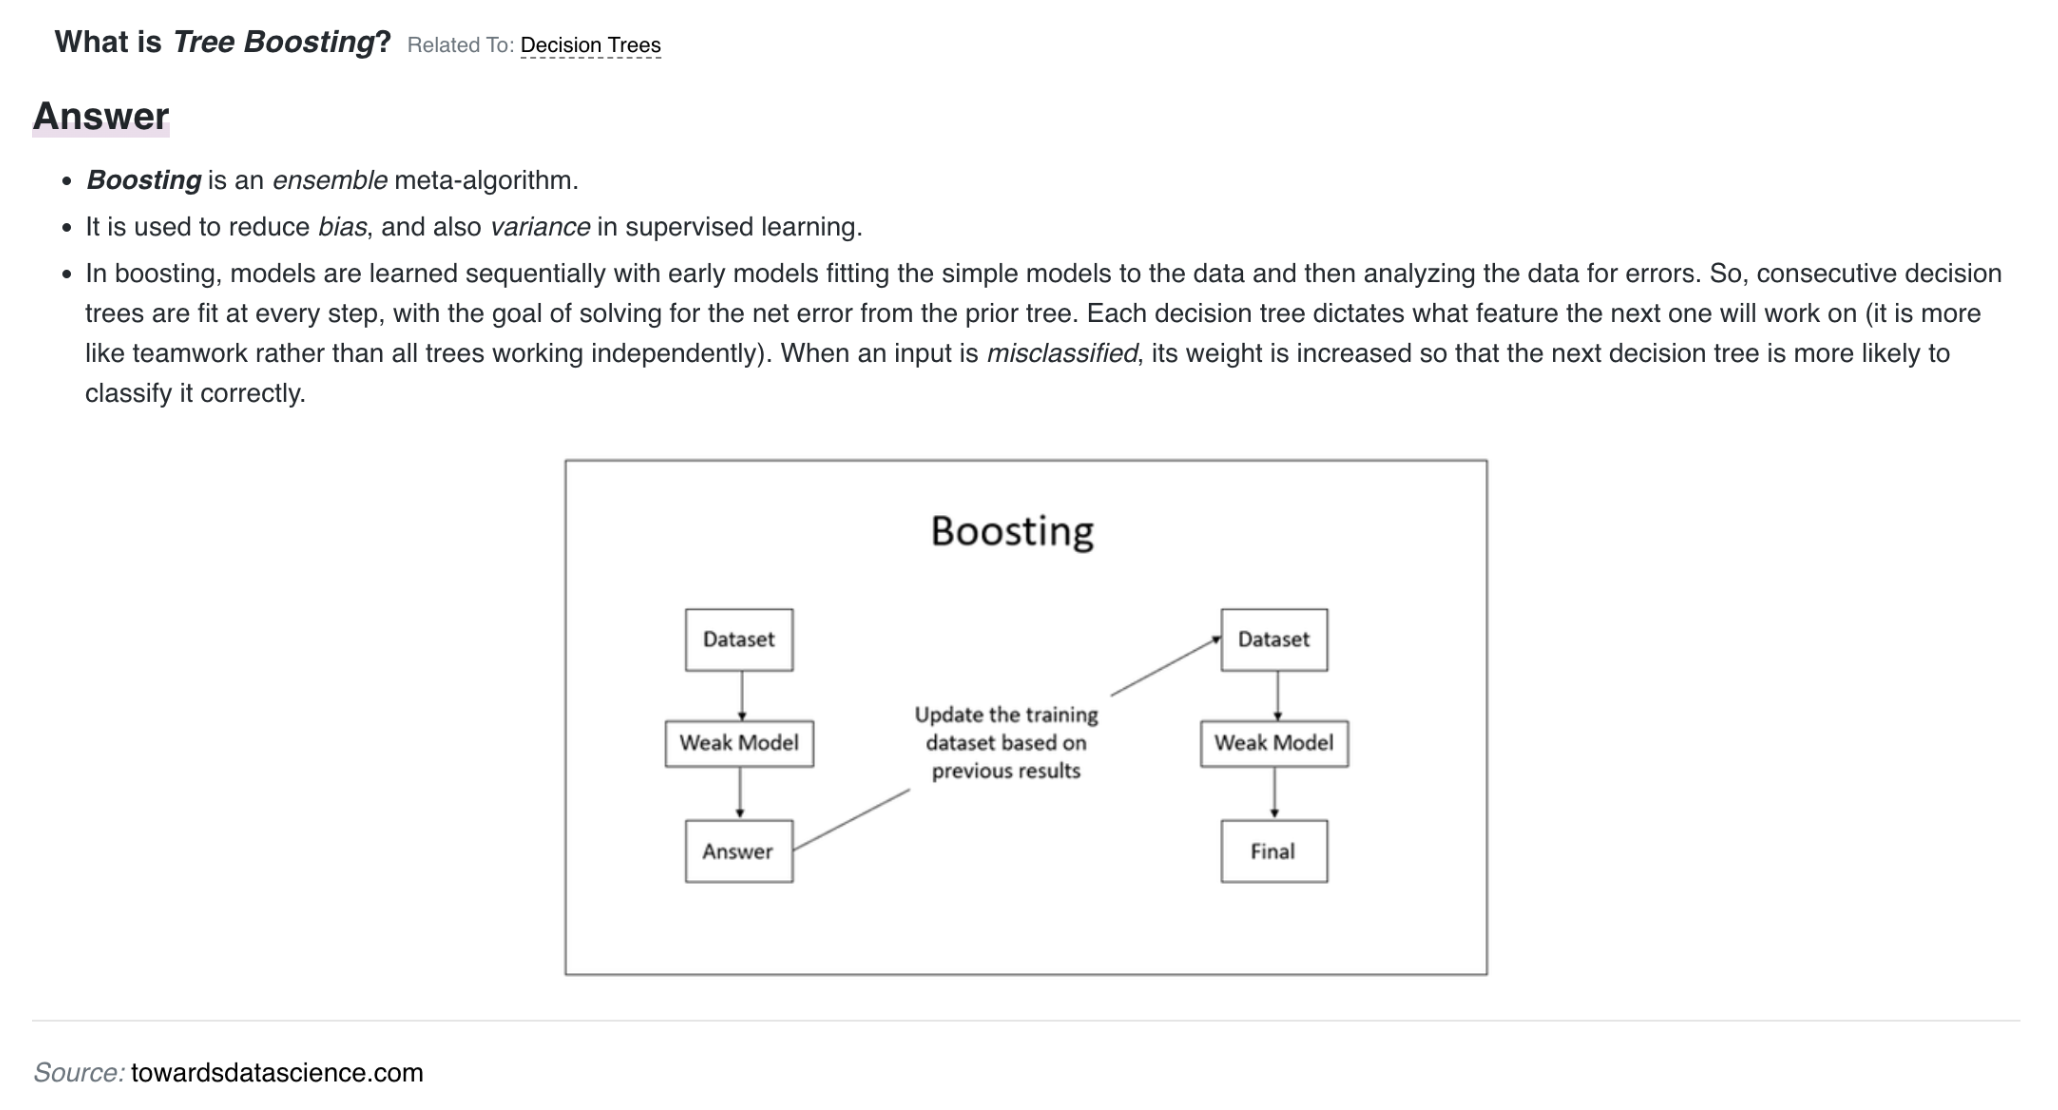 What is Tree Boosting? Related To: Decision Trees
Answer
• Boosting is an ensemble meta-algorithm.
• It is used to reduce bias, and also variance in supervised learning.
• In boosting, models are learned sequentially with early models fitting the simple models to the data and then analyzing the data for errors. So, consecutive decision
trees are fit at every step, with the goal of solving for the net error from the prior tree. Each decision tree dictates what feature the next one will work on (it is more
like teamwork rather than all trees working independently). When an input is misclassified, its weight is increased so that the next decision tree is more likely to
classify it correctly.
Boosting
Dataset
Weak Model
Answer
Update the training
dataset based on
previous results
Dataset
Weak Model
Final
Source: towardsdatascience.com